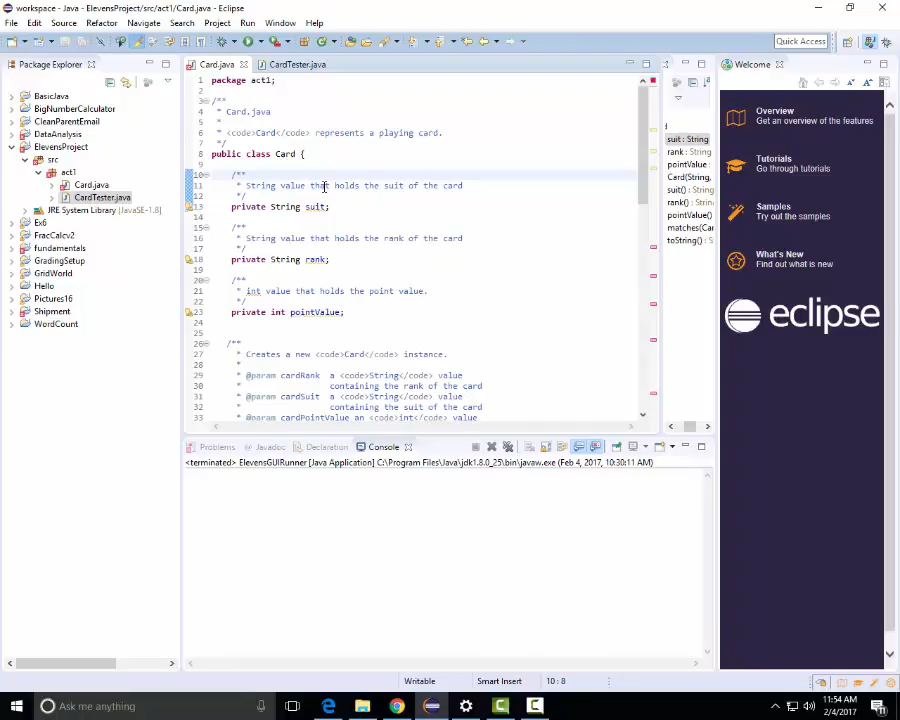 workspace - Java - ElevensProject/src/act1/Card.java - Eclipse
File Edit Source Refactor Navigate Search Project Run Window Help
Quick Access
Package Explorer
BasicJava
BigNumberCalculator
CleanParentEmail
DataAnalysis
ElevensProject
src
act1
Card.java
CardTester.java
JRE System Library [JavaSE-1.8]
Ex6
FracCalcv2
fundamentals
GradingSetup
GridWorld
Hello
Pictures16
Shipment
WordCount
Card.java CardTester.java
1 package act1;
2
3 /**
4 * Card.java
5 *
6 * <code>Card</code> represents a playing card.
7 */
8 public class Card {
9
10 /**
11 * String value that holds the suit of the card
12 */
13 private String suit;
14
15 /**
16 * String value that holds the rank of the card
17 */
18 private String rank;
19
20 /**
21 * int value that holds the point value.
22 */
23 private int pointValue;
24
25
26 /**
27 * Creates a new <code>Card</code> instance.
28 *
29 * @param cardRank a <code>String</code> value
30 * containing the rank of the card
31 * @param cardSuit a <code>String</code> value
32 * containing the suit of the card
33 * @param cardPointValue an <code>int</code> value
suit : String
rank : String
pointValue
Card(String,
suit() : String
rank() : String
pointValue()
matches(Car
toString() : S
Welcome
Overview
Get an overview of the features
Tutorials
Go through tutorials
Samples
Try out the samples
What's New
Find out what is new
eclipse
Problems Javadoc Declaration Console
<terminated> ElevensGUIRunner [Java Application] C:\Program Files\Java\jdk1.8.0_25\bin\javaw.exe (Feb 4, 2017, 10:30:11 AM)
Writable Smart Insert 10 : 8
Ask me anything
11:54 AM
2/4/2017